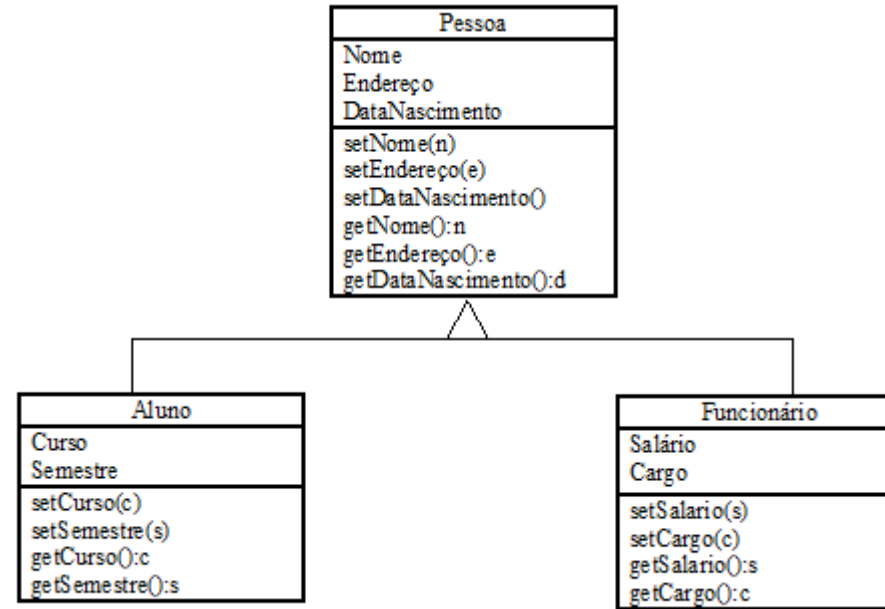 Pessoa
Nome
Endereço
DataNascimento
setNome(n)
setEndereço(e)
setDataNascimento()
getNome():n
getEndereço():e
getDataNascimento():d
Aluno
Curso
Semestre
setCurso(c)
setSemestre(s)
getCurso():c
getSemestre():s
Funcionário
Salário
Cargo
setSalario(s)
setCargo(c)
getSalario():s
getCargo():c